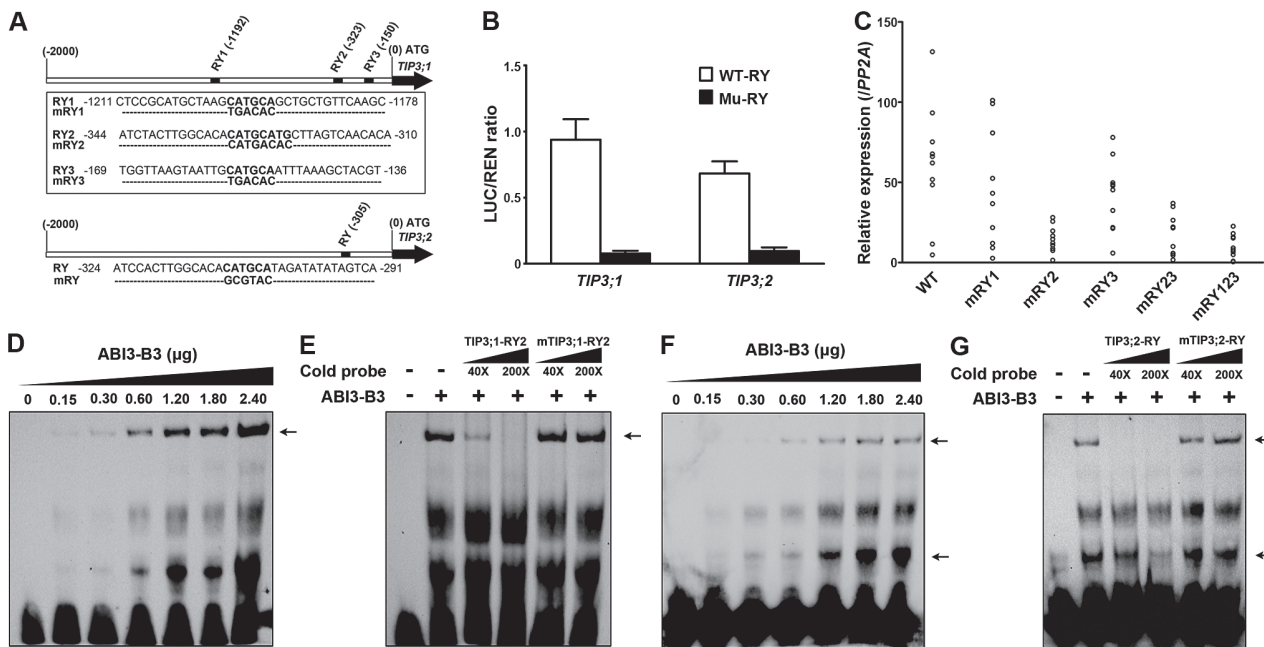 A
(-2000)
RY1 (-1192)
RY2 (-323)
RY3 (-150)
(0) ATG
TIP3;1
RY1 -1211 CTCCGCATGCTAAGCATGCAGCTGCTGTTCAAGC -1178
mRY1 ---TGACAC---
RY2 -344 ATCTACTTGGCACACATGCATGCTTAGTCAACACA -310
mRY2 ---CATGACAC---
RY3 -169 TGGTTAAGTAATTGCATGCAATTTAAAGCTACGT -136
mRY3 ---TGACAC---
(-2000)
RY (-305)
(0) ATG
TIP3;2
RY -324 ATCCACTTGGCACACATGCATAGATATATAGTCA -291
mRY ---GCGTAC---
B
LUC/REN ratio
1.5
1.0
0.5
0
WT-RY
Mu-RY
TIP3;1 TIP3;2
C
Relative expression (/PP2A)
150
100
50
0
WT mRY1 mRY2 mRY3 mRY23 mRY123
D
ABI3-B3 (µg)
0 0.15 0.30 0.60 1.20 1.80 2.40
E
TIP3;1-RY2 mTIP3;1-RY2
Cold probe - - 40X 200X 40X 200X
ABI3-B3 - + + + + +
F
ABI3-B3 (µg)
0 0.15 0.30 0.60 1.20 1.80 2.40
G
TIP3;2-RY mTIP3;2-RY
Cold probe - - 40X 200X 40X 200X
ABI3-B3 - + + + + +